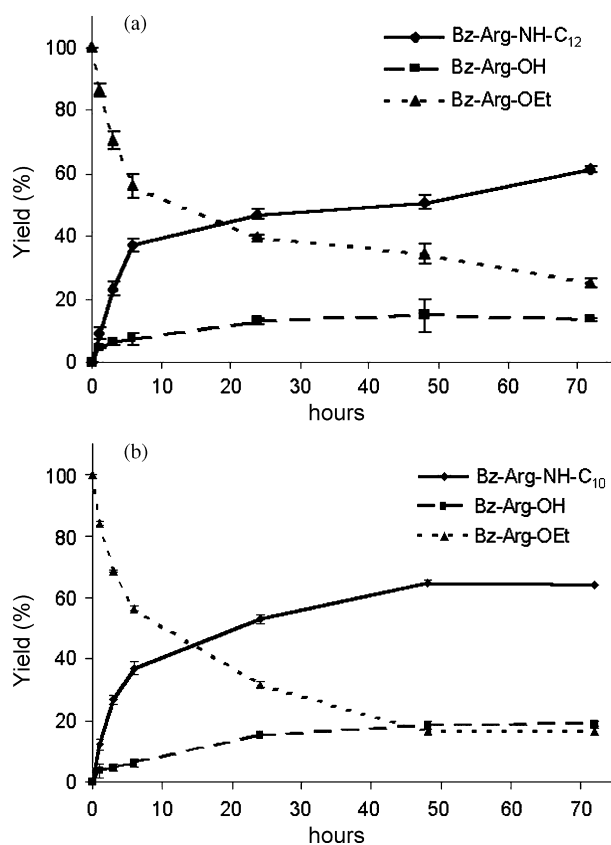 (a)
Bz-Arg-NH-C12
Bz-Arg-OH
Bz-Arg-OEt
100
80
60
40
20
0
Yield (%)
0 10 20 30 40 50 60 70
hours
(b)
Bz-Arg-NH-C10
Bz-Arg-OH
Bz-Arg-OEt
100
80
60
40
20
0
Yield (%)
0 10 20 30 40 50 60 70
hours